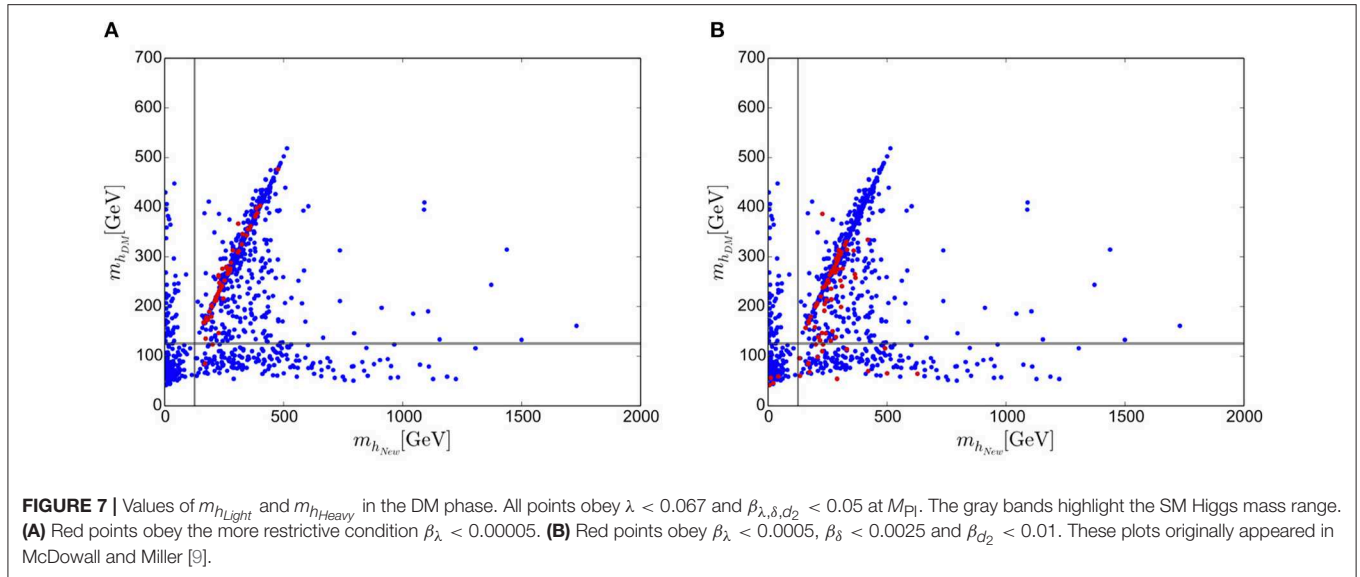 A
B
700
600
500
400
300
200
100
0
0
500
1000
1500
2000
m_{h_{DM}}[GeV]
m_{h_{New}}[GeV]
700
600
500
400
300
200
100
0
0
500
1000
1500
2000
m_{h_{DM}}[GeV]
m_{h_{New}}[GeV]
FIGURE 7 | Values of m_{h_{Light}} and m_{h_{Heavy}} in the DM phase. All points obey λ < 0.067 and β_{λ,δ,d_2} < 0.05 at M_{Pl}. The gray bands highlight the SM Higgs mass range.
(A) Red points obey the more restrictive condition β_λ < 0.00005. (B) Red points obey β_λ < 0.0005, β_δ < 0.0025 and β_{d_2} < 0.01. These plots originally appeared in
McDowall and Miller [9].